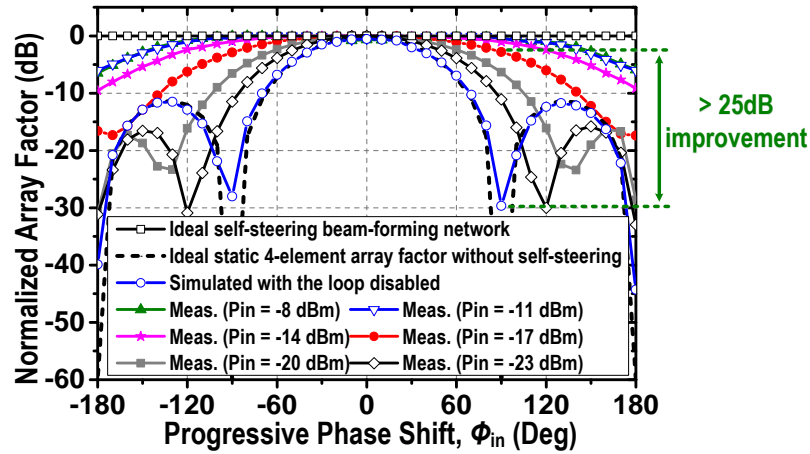 Normalized Array Factor (dB)
0
-10
-20
-30
-40
-50
-60
> 25dB
improvement
Ideal self-steering beam-forming network
Ideal static 4-element array factor without self-steering
Simulated with the loop disabled
Meas. (Pin = -8 dBm) Meas. (Pin = -11 dBm)
Meas. (Pin = -14 dBm) Meas. (Pin = -17 dBm)
Meas. (Pin = -20 dBm) Meas. (Pin = -23 dBm)
-180 -120 -60 0 60 120 180
Progressive Phase Shift, Φin (Deg)